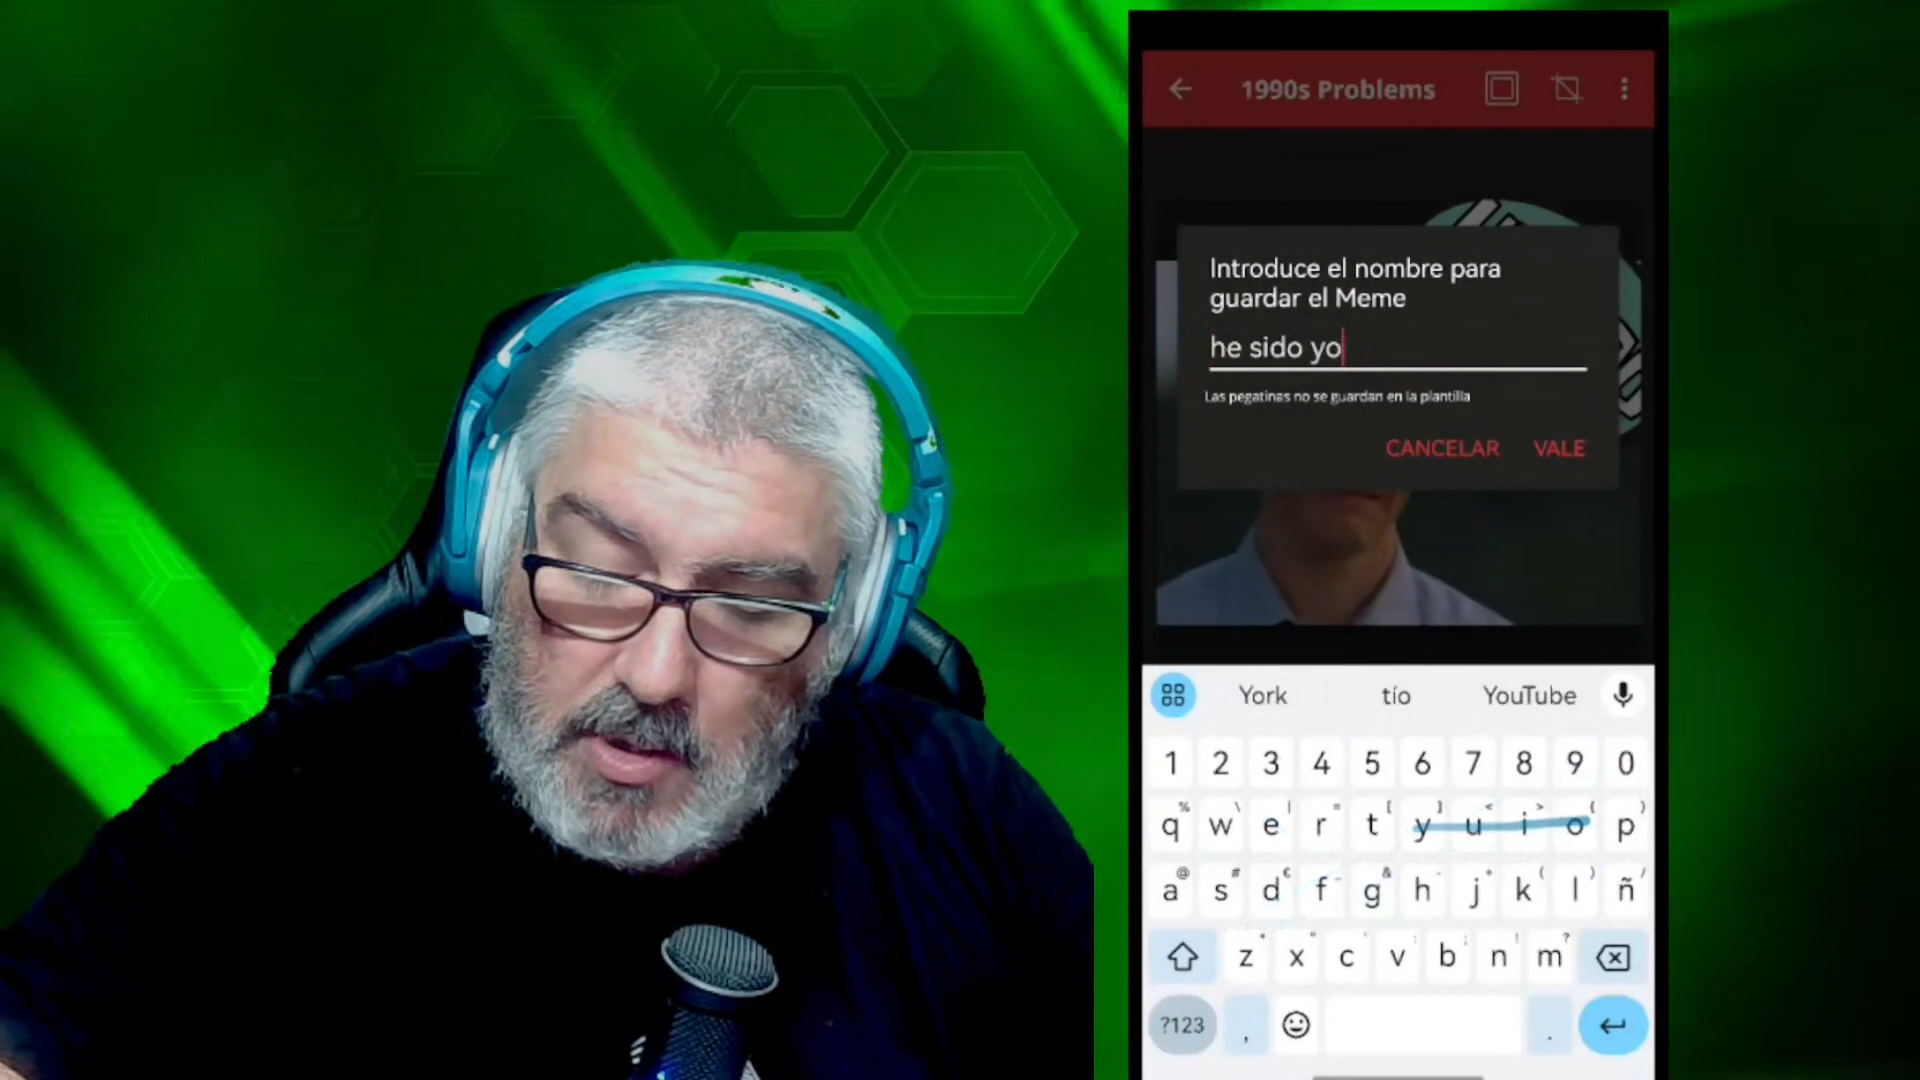 1990s Problems
Introduce el nombre para
guardar el Meme
he sido yo
Las pegatinas no se guardan en la plantilla
CANCELAR VALE
York tío YouTube
1 2 3 4 5 6 7 8 9 0
q w e r t y u i o p
a s d f g h j k l ñ
z x c v b n m
?123 , .